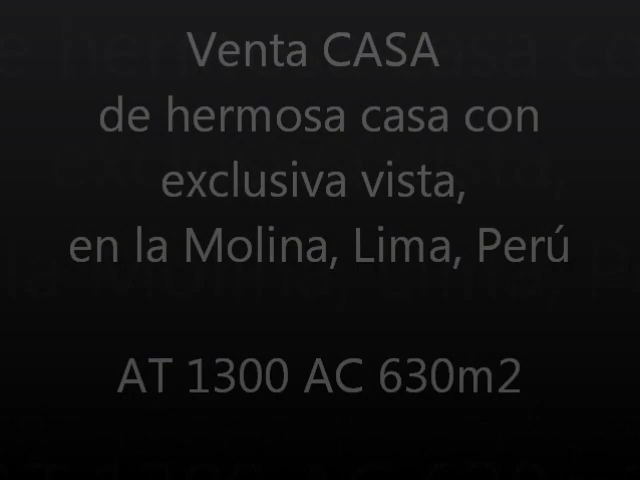 Venta CASA
de hermosa casa con
exclusiva vista,
en la Molina, Lima, Perú
AT 1300 AC 630m2